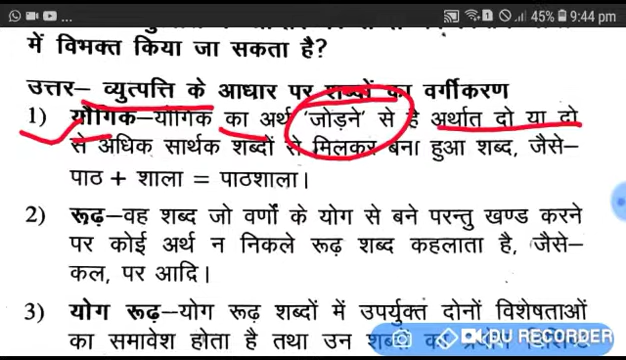 45% 9:44 pm
में विभक्त किया जा सकता है?
उत्तर– व्युत्पत्ति के आधार पर शब्दों का वर्गीकरण
1) यौगिक–यौगिक का अर्थ 'जोड़ने' से है अर्थात दो या दो
से अधिक सार्थक शब्दों से मिलकर बना हुआ शब्द, जैसे–
पाठ + शाला = पाठशाला।
2) रूढ़–वह शब्द जो वर्णों के योग से बने परन्तु खण्ड करने
पर कोई अर्थ न निकले रूढ़ शब्द कहलाता है, जैसे–
कल, पर आदि।
3) योग रूढ़–योग रूढ़ शब्दों में उपर्युक्त दोनों विशेषताओं
का समावेश होता है तथा उन
DU RECORDER